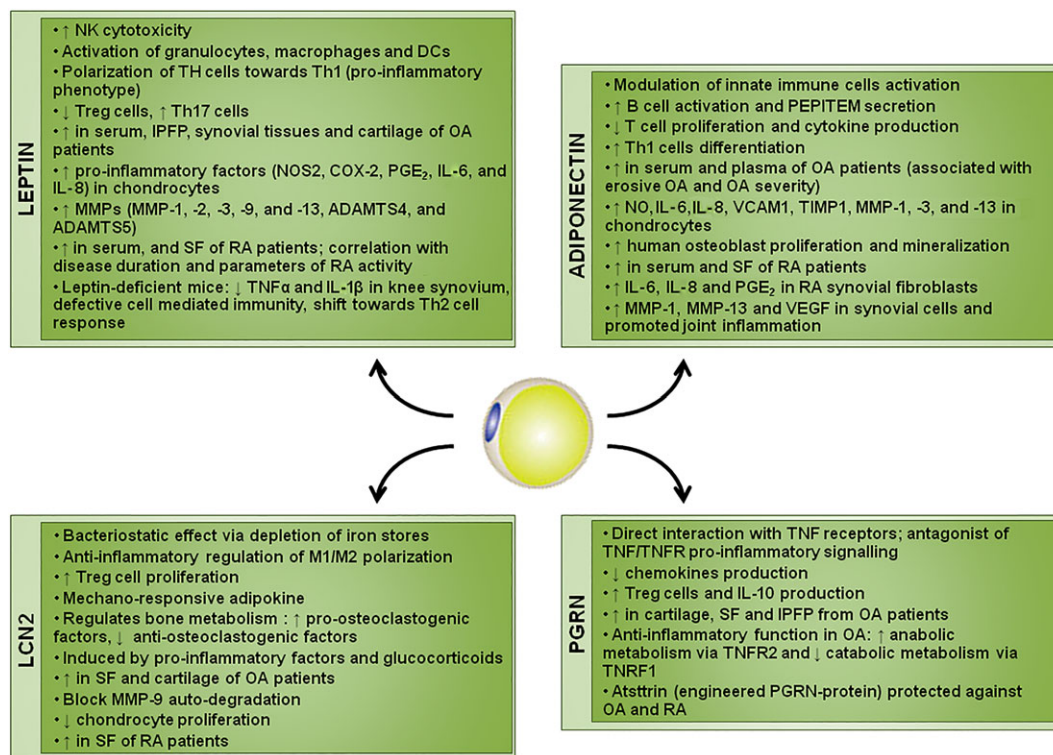 LEPTIN
• ↑ NK cytotoxicity
• Activation of granulocytes, macrophages and DCs
• Polarization of TH cells towards Th1 (pro-inflammatory
phenotype)
• ↓ Treg cells, ↑ Th17 cells
• ↑ in serum, IPFP, synovial tissues and cartilage of OA
patients
• ↑ pro-inflammatory factors (NOS2, COX-2, PGE₂, IL-6, and
IL-8) in chondrocytes
• ↑ MMPs (MMP-1, -2, -3, -9, and -13, ADAMTS4, and
ADAMTS5)
• ↑ in serum, and SF of RA patients; correlation with
disease duration and parameters of RA activity
• Leptin-deficient mice: ↓ TNFα and IL-1β in knee synovium,
defective cell mediated immunity, shift towards Th2 cell
response
ADIPONECTIN
• Modulation of innate immune cells activation
• ↑ B cell activation and PEPITEM secretion
• ↓ T cell proliferation and cytokine production
• ↑ Th1 cells differentiation
• ↑ in serum and plasma of OA patients (associated with
erosive OA and OA severity)
• ↑ NO, IL-6, IL-8, VCAM1, TIMP1, MMP-1, -3, and -13 in
chondrocytes
• ↑ human osteoblast proliferation and mineralization
• ↑ in serum and SF of RA patients
• ↑ IL-6, IL-8 and PGE₂ in RA synovial fibroblasts
• ↑ MMP-1, MMP-13 and VEGF in synovial cells and
promoted joint inflammation
LCN2
• Bacteriostatic effect via depletion of iron stores
• Anti-inflammatory regulation of M1/M2 polarization
• ↑ Treg cell proliferation
• Mechano-responsive adipokine
• Regulates bone metabolism : ↑ pro-osteoclastogenic
factors, ↓ anti-osteoclastogenic factors
• Induced by pro-inflammatory factors and glucocorticoids
• ↑ in SF and cartilage of OA patients
• Block MMP-9 auto-degradation
• ↓ chondrocyte proliferation
• ↑ in SF of RA patients
PGRN
• Direct interaction with TNF receptors; antagonist of
TNF/TNFR pro-inflammatory signalling
• ↓ chemokines production
• ↑ Treg cells and IL-10 production
• ↑ in cartilage, SF and IPFP from OA patients
• Anti-inflammatory function in OA: ↑ anabolic
metabolism via TNFR2 and ↓ catabolic metabolism via
TNRF1
• Atsttrin (engineered PGRN-protein) protected against
OA and RA